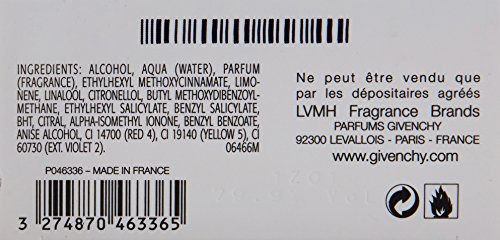 INGREDIENTS: ALCOHOL, AQUA (WATER), PARFUM
(FRAGRANCE), ETHYLHEXYL METHOXYCINNAMATE, LIMO-
NENE, LINALOOL, CITRONELLOL, BUTYL METHOXYDIBENZOYL-
METHANE, ETHYLHEXYL SALICYLATE, BENZYL SALICYLATE,
BHT, CITRAL, ALPHA-ISOMETHYL IONONE, BENZYL BENZOATE,
ANISE ALCOHOL, CI 14700 (RED 4), CI 19140 (YELLOW 5), CI
60730 (EXT. VIOLET 2). 06466M
P046336 – MADE IN FRANCE
3 274870 463365
Ne peut être vendu que
par les dépositaires agréés
LVMH Fragrance Brands
PARFUMS GIVENCHY
92300 LEVALLOIS - PARIS - FRANCE
www.givenchy.com